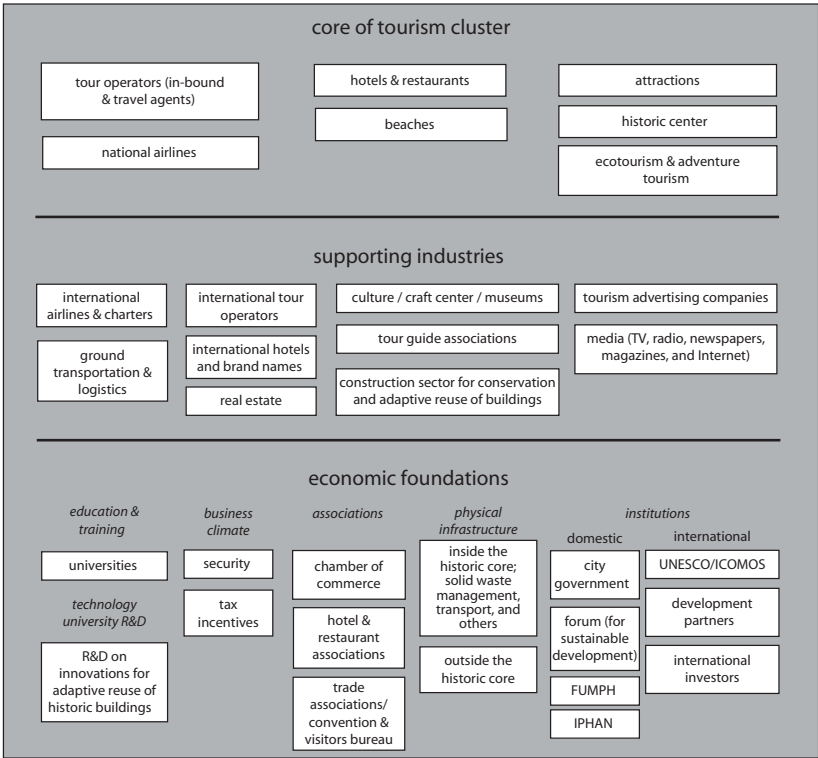 core of tourism cluster
tour operators (in-bound
& travel agents)
national airlines
hotels & restaurants
beaches
attractions
historic center
ecotourism & adventure
tourism
supporting industries
international
airlines & charters
ground
transportation &
logistics
international tour
operators
international hotels
and brand names
real estate
culture / craft center / museums
tour guide associations
construction sector for conservation
and adaptive reuse of buildings
tourism advertising companies
media (TV, radio, newspapers,
magazines, and Internet)
economic foundations
education &
training
universities
technology
university R&D
R&D on
innovations for
adaptive reuse of
historic buildings
business
climate
security
tax
incentives
associations
chamber of
commerce
hotel &
restaurant
associations
trade
associations/
convention &
visitors bureau
physical
infrastructure
inside the
historic core;
solid waste
management,
transport, and
others
outside the
historic core
institutions
domestic
city
government
forum (for
sustainable
development)
FUMPH
IPHAN
international
UNESCO/ICOMOS
development
partners
international
investors